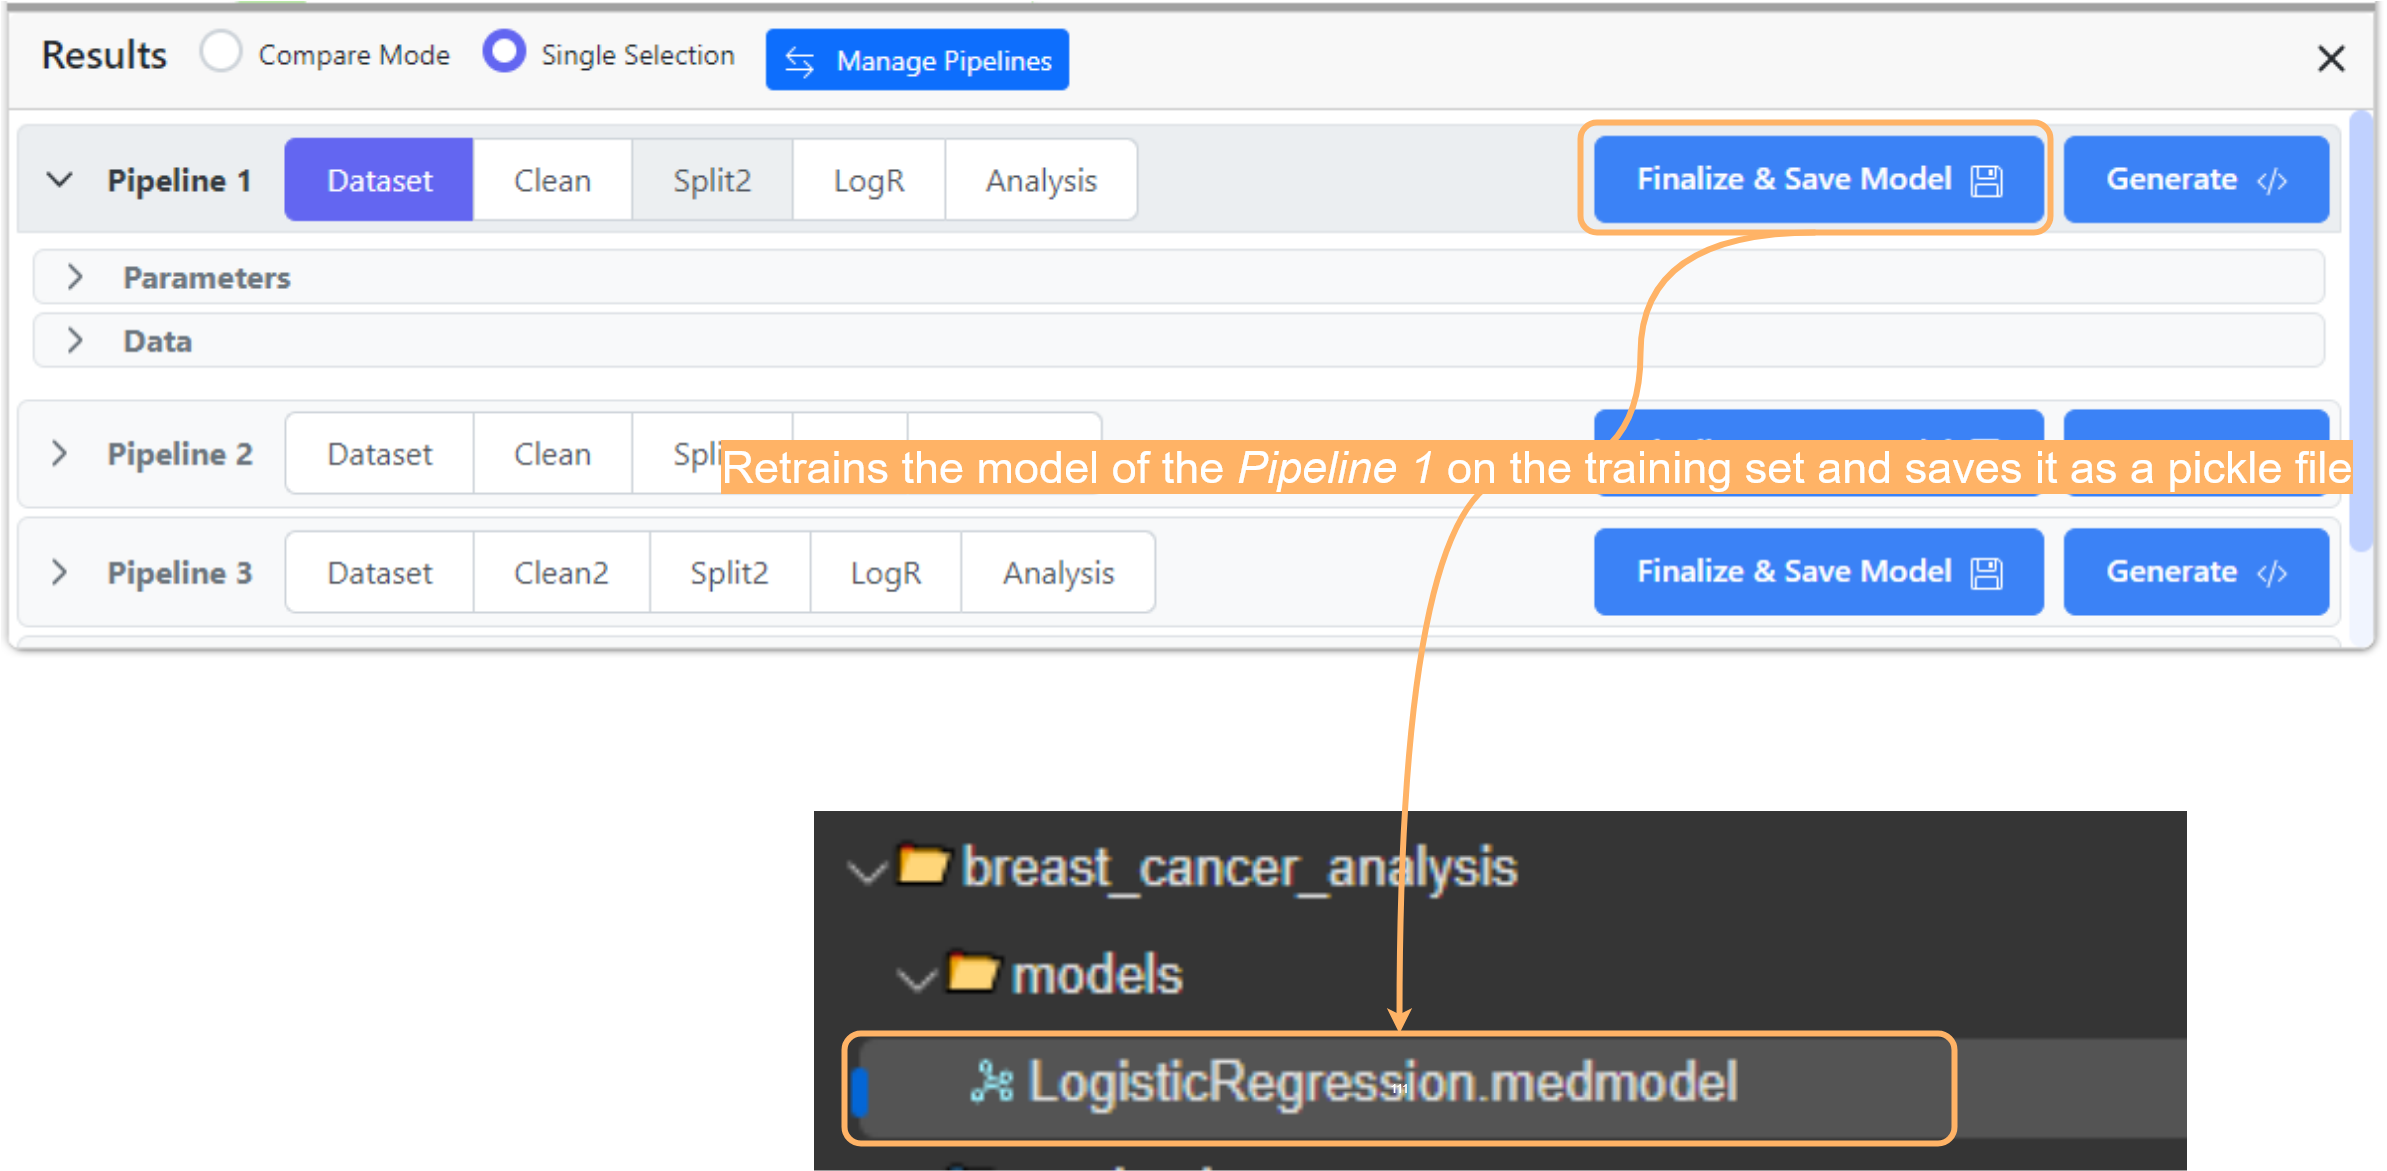 Results Compare Mode Single Selection Manage Pipelines
Pipeline 1 Dataset Clean Split2 LogR Analysis Finalize & Save Model Generate </>
Parameters
Data
Pipeline 2 Dataset Clean
Retrains the model of the Pipeline 1 on the training set and saves it as a pickle file
Pipeline 3 Dataset Clean2 Split2 LogR Analysis Finalize & Save Model Generate </>
breast_cancer_analysis
models
LogisticRegression.medmodel